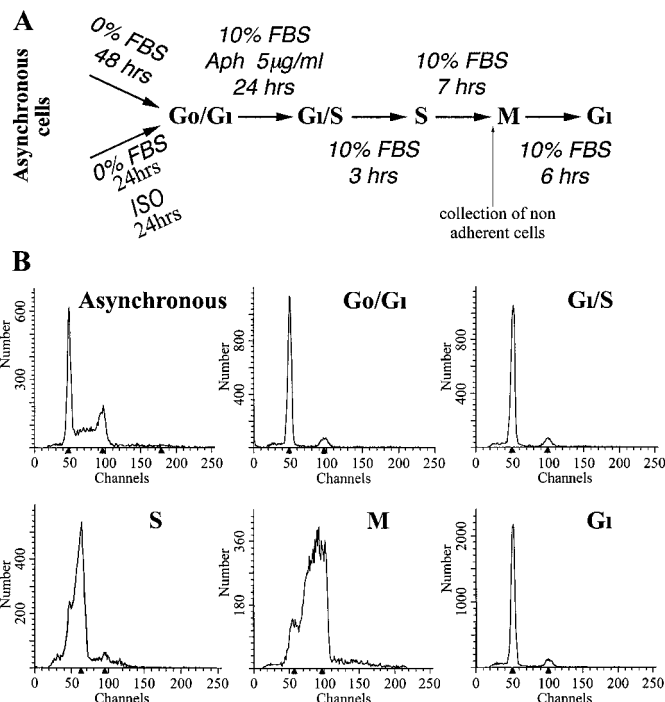 A
Asynchronous
cells
0% FBS
48 hrs
0% FBS
24hrs
ISO
24hrs
10% FBS
Aph 5µg/ml
24 hrs
10% FBS
7 hrs
Go/G1 G1/S S M G1
10% FBS
3 hrs
10% FBS
6 hrs
collection of non
adherent cells
B
Asynchronous
Number
600
300
0 50 100 150 200 250
Channels
Go/G1
Number
800
400
0 50 100 150 200 250
Channels
G1/S
Number
800
400
0 50 100 150 200 250
Channels
S
Number
400
200
0 50 100 150 200 250
Channels
M
Number
360
180
0 50 100 150 200 250
Channels
G1
Number
2000
1000
0 50 100 150 200 250
Channels